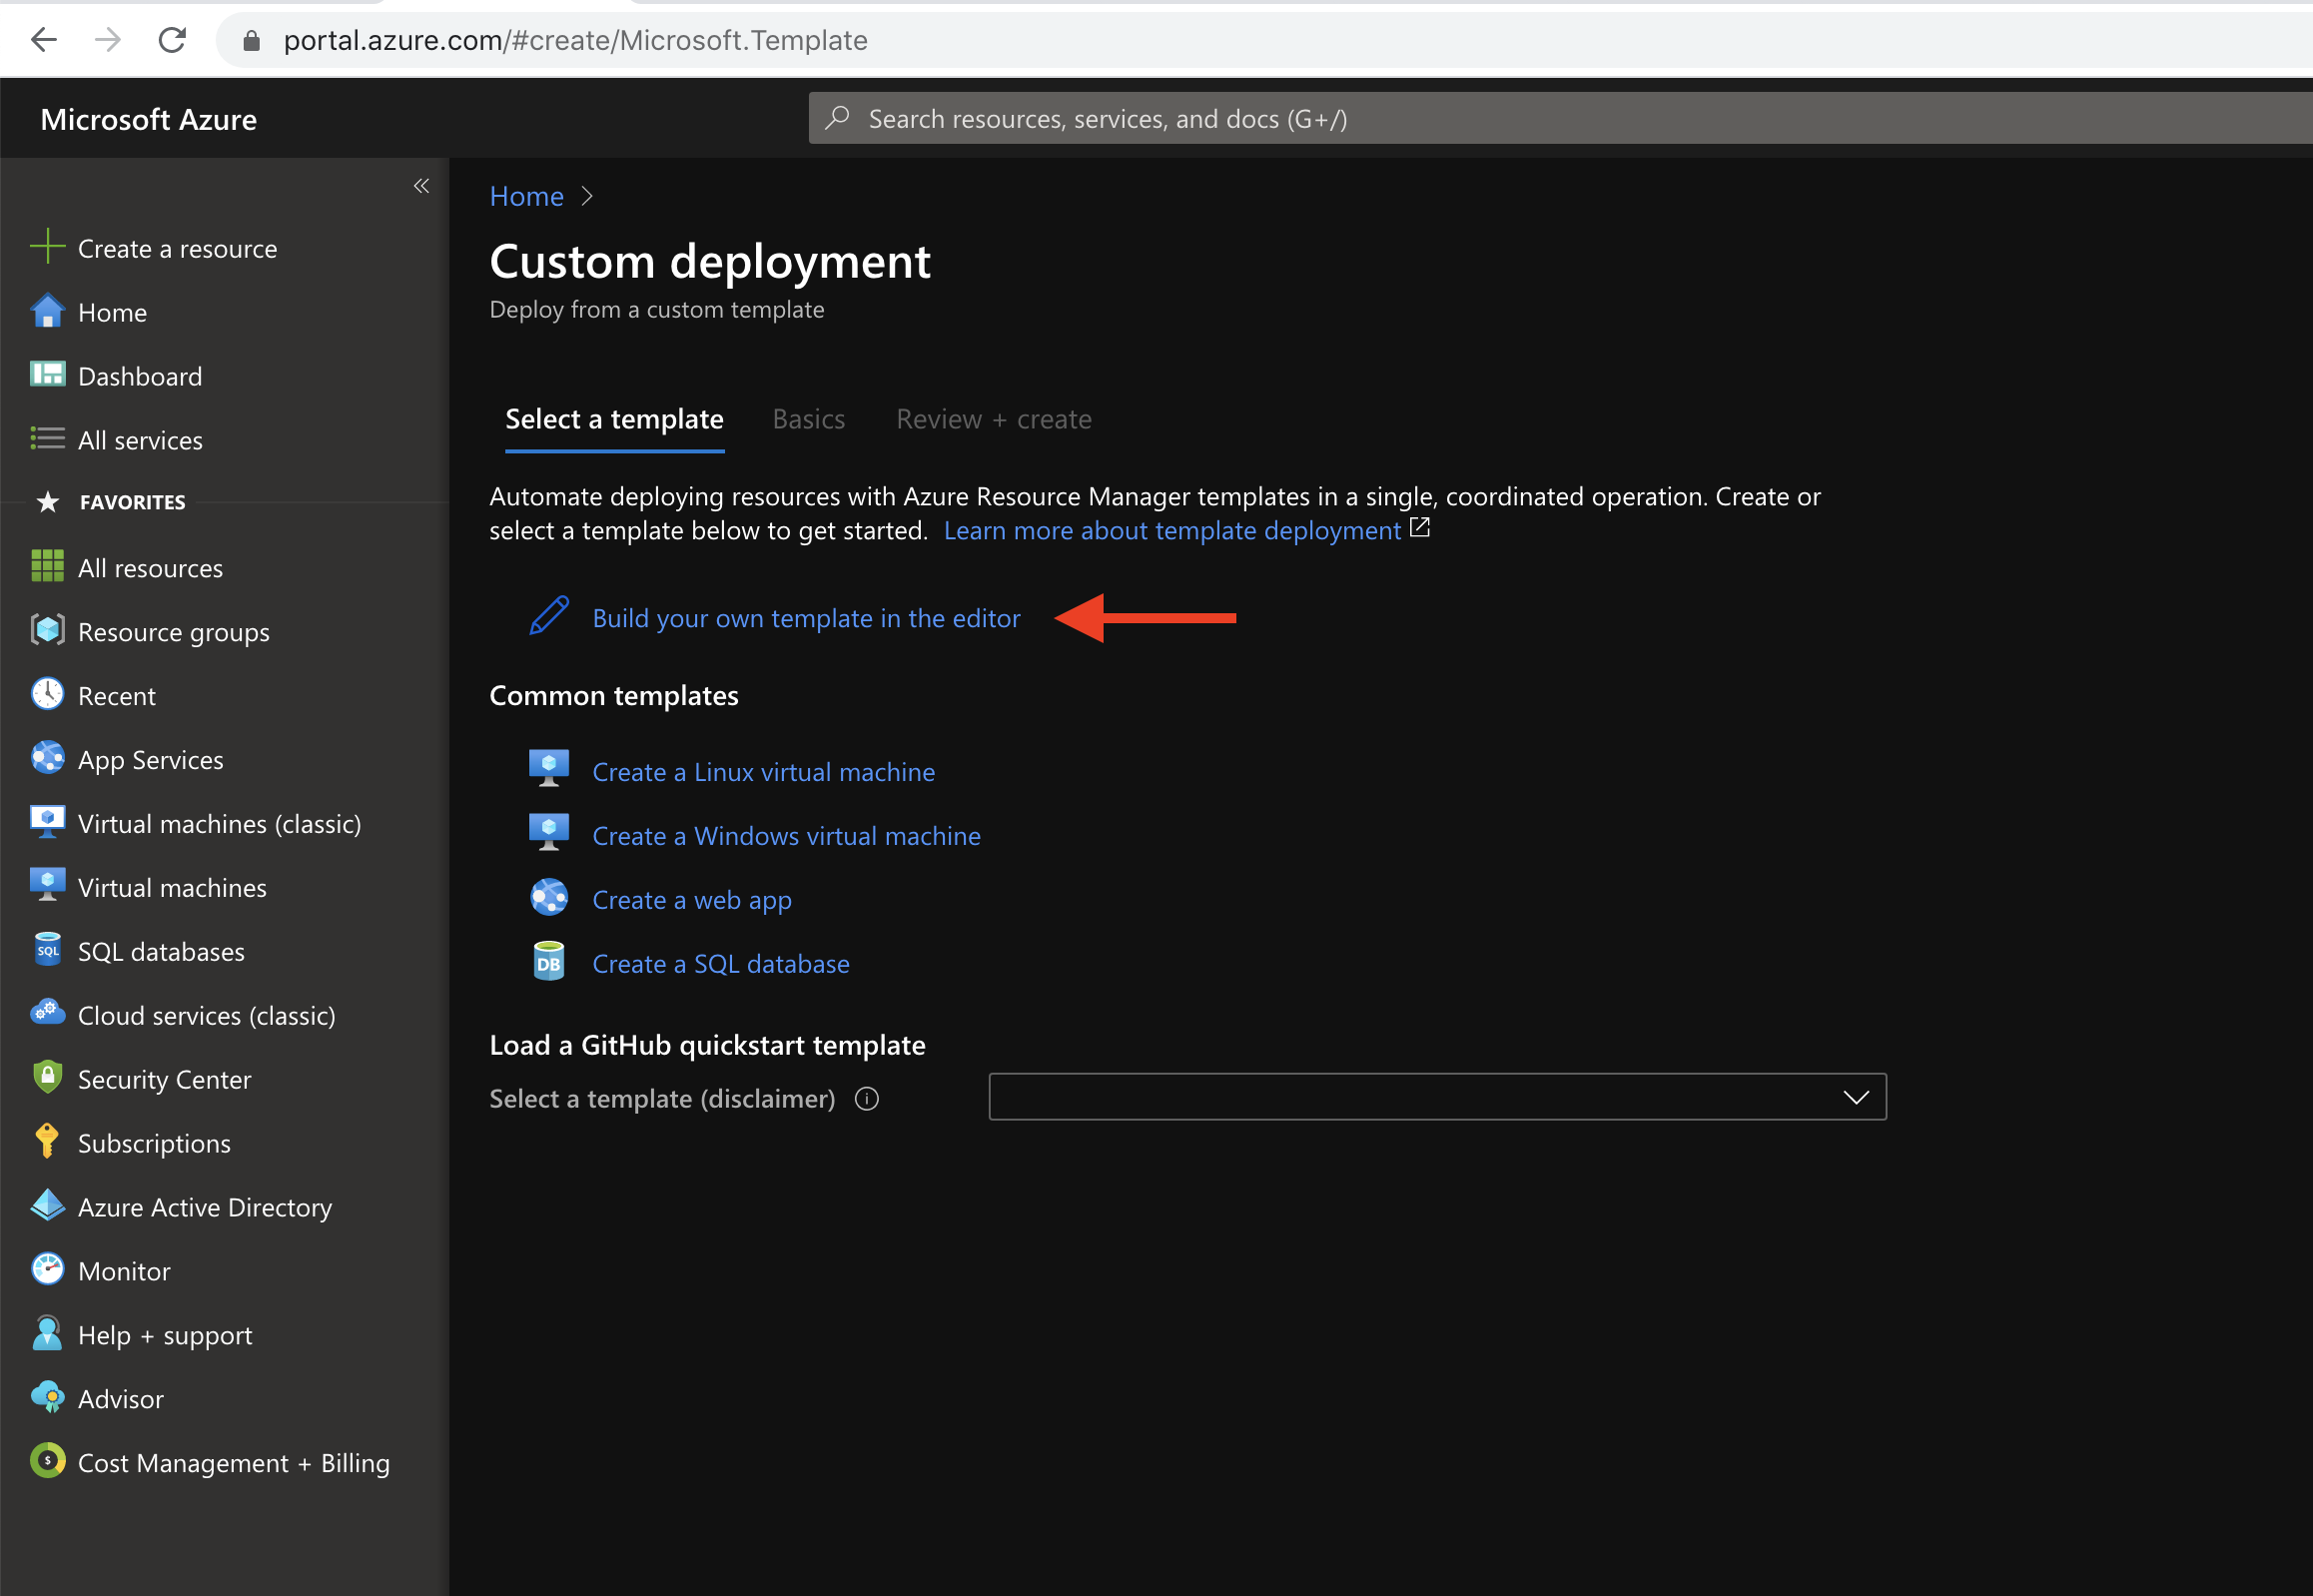 portal.azure.com/#create/Microsoft.Template
Microsoft Azure
Search resources, services, and docs (G+/)
Create a resource
Home
Dashboard
All services
FAVORITES
All resources
Resource groups
Recent
App Services
Virtual machines (classic)
Virtual machines
SQL
SQL databases
Cloud services (classic)
Security Center
Subscriptions
Azure Active Directory
Monitor
Help + support
Advisor
$
Cost Management + Billing
Home
Custom deployment
Deploy from a custom template
Select a template
Basics
Review + create
Automate deploying resources with Azure Resource Manager templates in a single, coordinated operation. Create or
select a template below to get started. Learn more about template deployment
Build your own template in the editor
Common templates
Create a Linux virtual machine
Create a Windows virtual machine
Create a web app
DB
Create a SQL database
Load a GitHub quickstart template
Select a template (disclaimer)